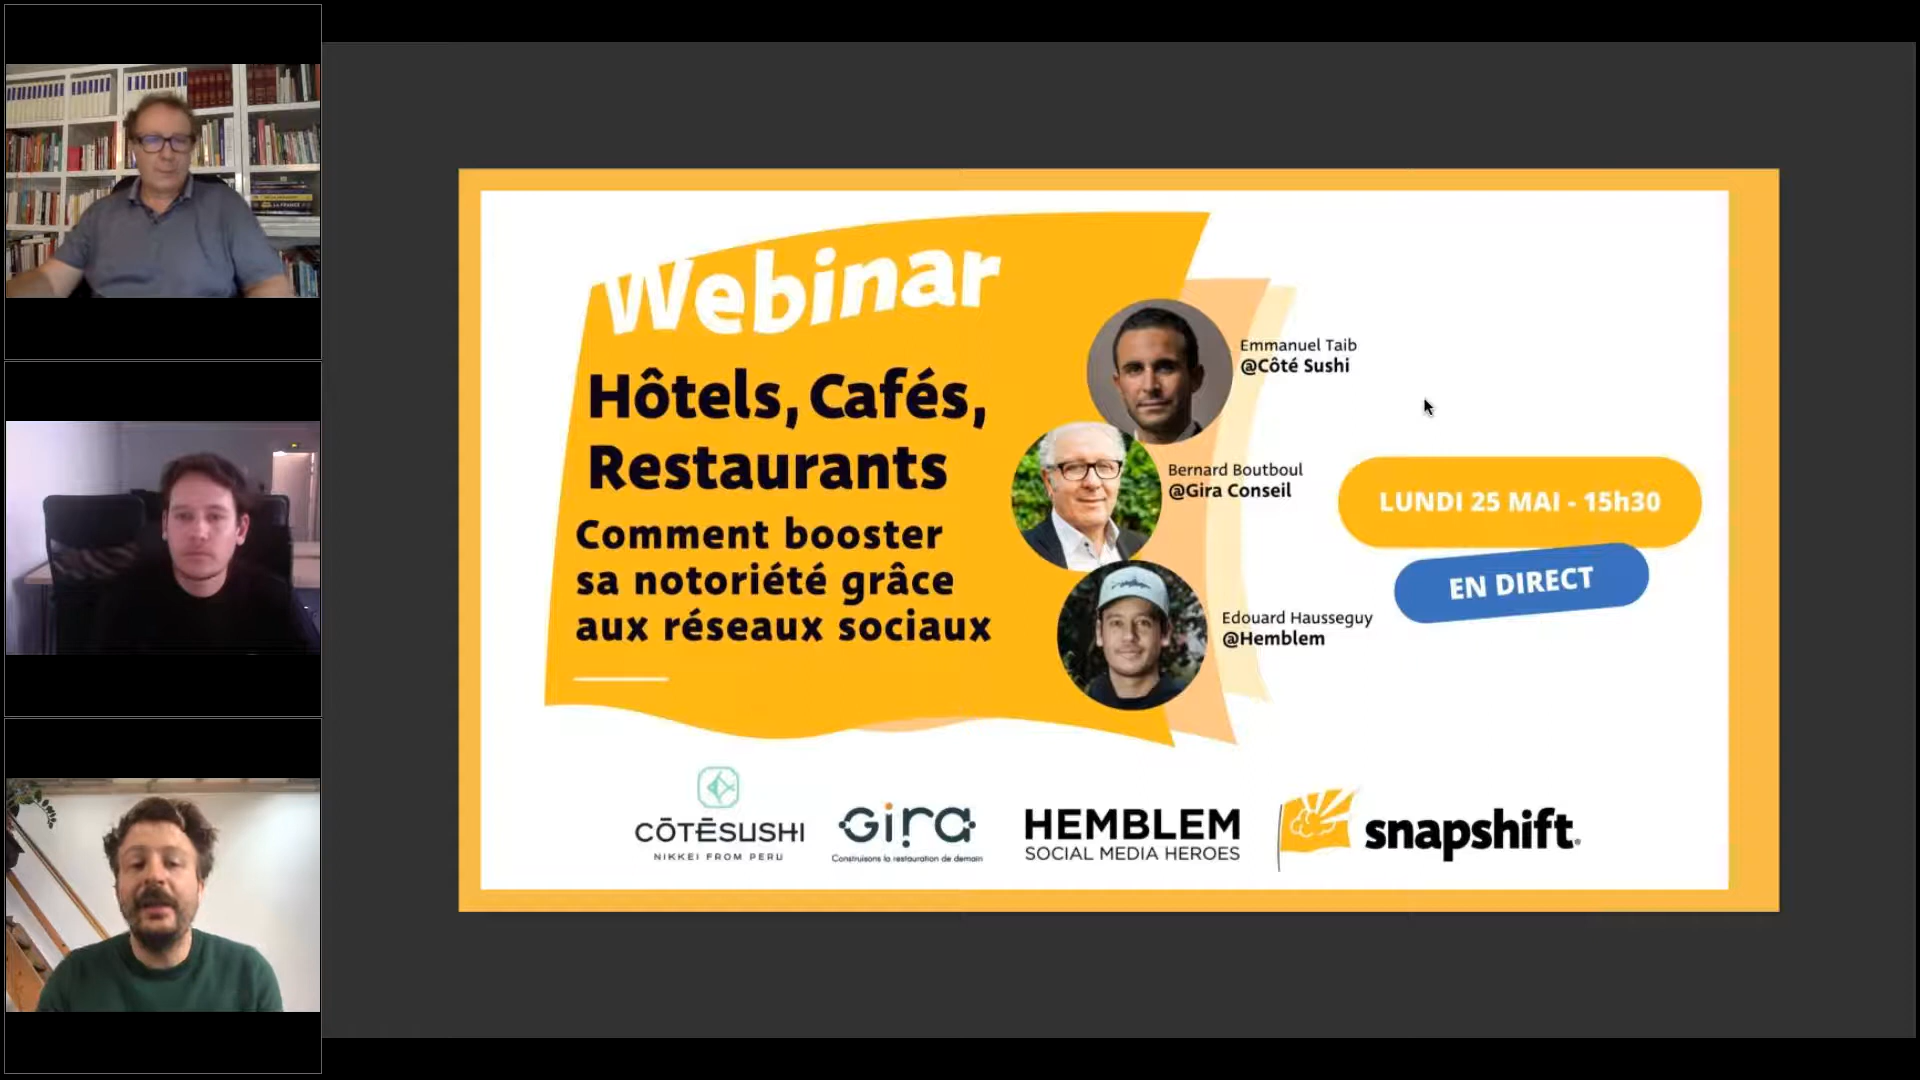 Webinar
Hôtels, Cafés,
Restaurants
Comment booster
sa notoriété grâce
aux réseaux sociaux
Emmanuel Taib
@Côté Sushi
Bernard Boutboul
@Gira Conseil
Edouard Hausseguy
@Hemblem
LUNDI 25 MAI - 15h30
EN DIRECT
CŌTĒSUSHI
NIKKEI FROM PERU
Gira
Construisons la restauration de demain
HEMBLEM
SOCIAL MEDIA HEROES
snapshift